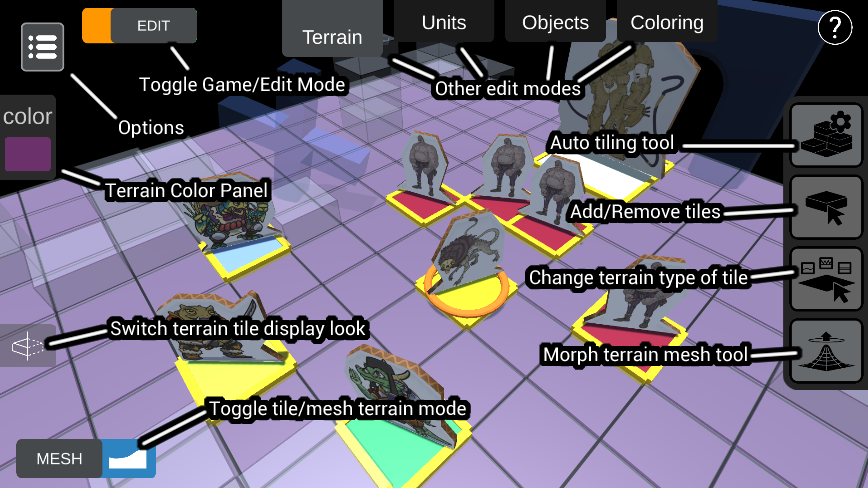 EDIT
Terrain
Units
Objects
Coloring
?
Toggle Game/Edit Mode
Other edit modes
color
Options
Auto tiling tool
Terrain Color Panel
Add/Remove tiles
Change terrain type of tile
Switch terrain tile display look
Morph terrain mesh tool
Toggle tile/mesh terrain mode
MESH